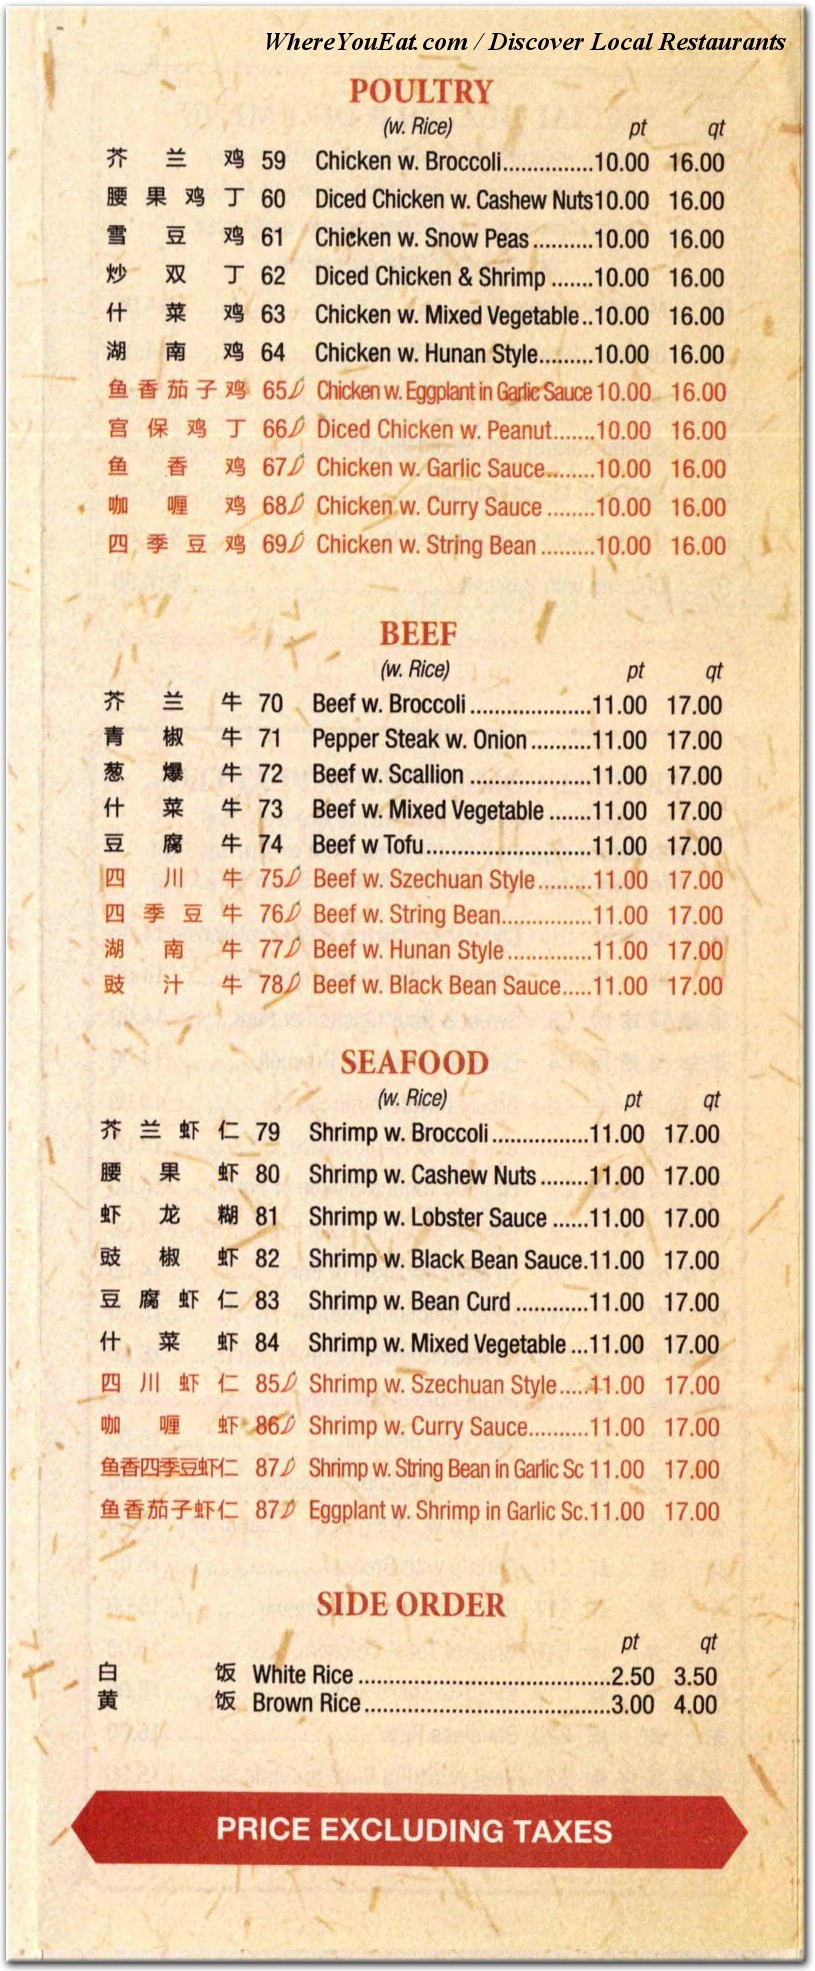 WhereYouEat.com / Discover Local Restaurants
POULTRY
(w. Rice) pt qt
芥兰鸡 59 Chicken w. Broccoli...............10.00 16.00
腰果鸡丁 60 Diced Chicken w. Cashew Nuts10.00 16.00
雪豆鸡 61 Chicken w. Snow Peas ..........10.00 16.00
炒双丁 62 Diced Chicken & Shrimp .......10.00 16.00
什菜鸡 63 Chicken w. Mixed Vegetable..10.00 16.00
湖南鸡 64 Chicken w. Hunan Style.........10.00 16.00
鱼香茄子鸡 65 Chicken w. Eggplant in Garlic Sauce 10.00 16.00
宫保鸡丁 66 Diced Chicken w. Peanut.......10.00 16.00
鱼香鸡 67 Chicken w. Garlic Sauce........10.00 16.00
咖喱鸡 68 Chicken w. Curry Sauce ........10.00 16.00
四季豆鸡 69 Chicken w. String Bean .........10.00 16.00
BEEF
(w. Rice) pt qt
芥兰牛 70 Beef w. Broccoli ....................11.00 17.00
青椒牛 71 Pepper Steak w. Onion ..........11.00 17.00
葱爆牛 72 Beef w. Scallion ....................11.00 17.00
什菜牛 73 Beef w. Mixed Vegetable .......11.00 17.00
豆腐牛 74 Beef w Tofu...........................11.00 17.00
四川牛 75 Beef w. Szechuan Style.........11.00 17.00
四季豆牛 76 Beef w. String Bean...............11.00 17.00
湖南牛 77 Beef w. Hunan Style ..............11.00 17.00
豉汁牛 78 Beef w. Black Bean Sauce.....11.00 17.00
SEAFOOD
(w. Rice) pt qt
芥兰虾仁 79 Shrimp w. Broccoli................11.00 17.00
腰果虾 80 Shrimp w. Cashew Nuts ........11.00 17.00
虾龙糊 81 Shrimp w. Lobster Sauce ......11.00 17.00
豉椒虾 82 Shrimp w. Black Bean Sauce.11.00 17.00
豆腐虾仁 83 Shrimp w. Bean Curd ............11.00 17.00
什菜虾 84 Shrimp w. Mixed Vegetable ...11.00 17.00
四川虾仁 85 Shrimp w. Szechuan Style.....11.00 17.00
咖喱虾 86 Shrimp w. Curry Sauce..........11.00 17.00
鱼香四季豆虾仁 87 Shrimp w. String Bean in Garlic Sc 11.00 17.00
鱼香茄子虾仁 87 Eggplant w. Shrimp in Garlic Sc.11.00 17.00
SIDE ORDER
pt qt
白饭 White Rice .........................................2.50 3.50
黄饭 Brown Rice ........................................3.00 4.00
PRICE EXCLUDING TAXES